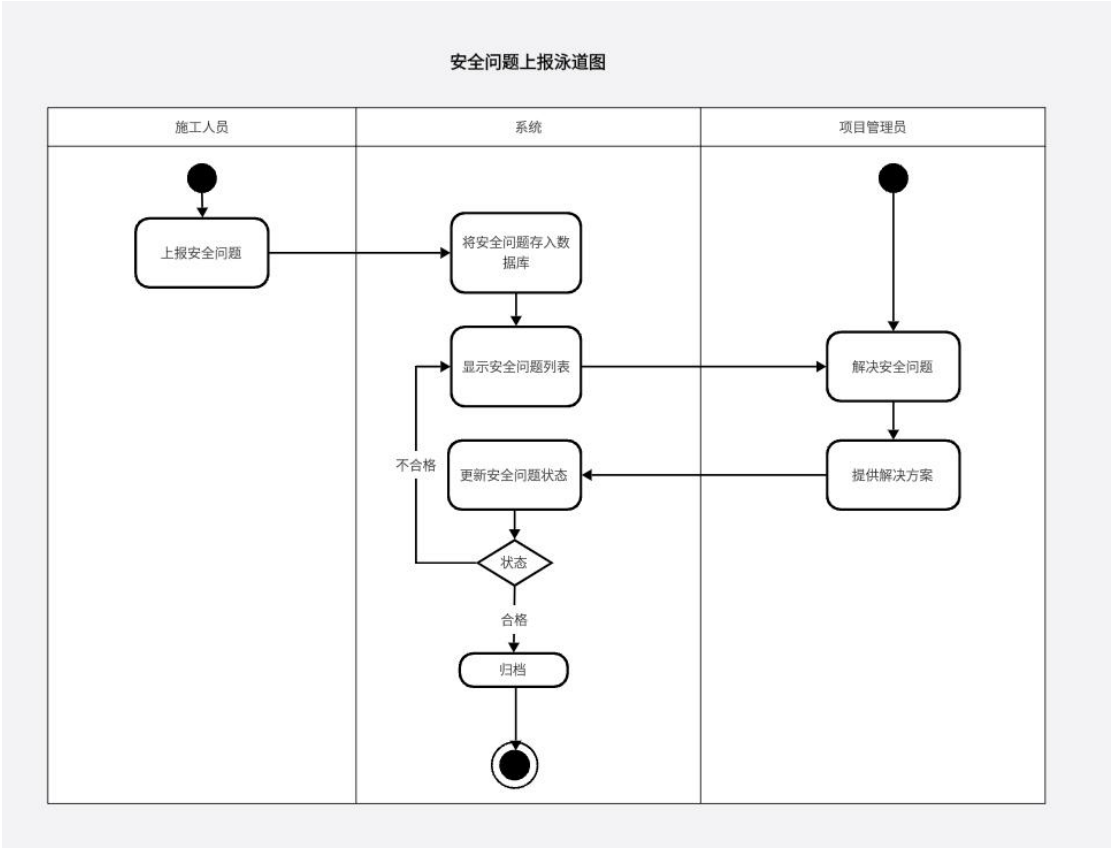 安全问题上报泳道图
施工人员
系统
项目管理员
上报安全问题
将安全问题存入数
据库
显示安全问题列表
解决安全问题
不合格
更新安全问题状态
提供解决方案
状态
合格
归档